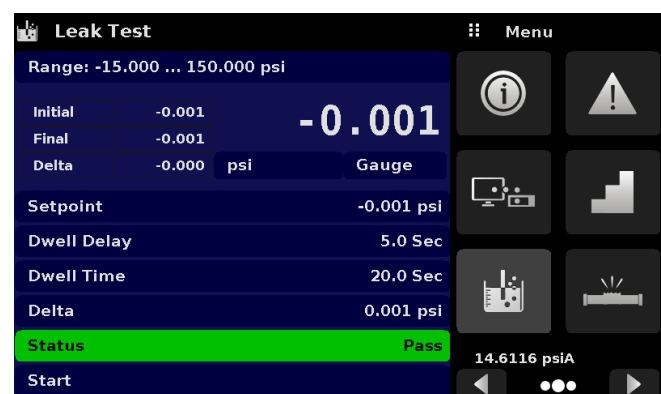 Leak Test
Menu
Range: -15.000 ... 150.000 psi
Initial -0.001
Final -0.001
Delta -0.000
-0.001
psi Gauge
Setpoint -0.001 psi
Dwell Delay 5.0 Sec
Dwell Time 20.0 Sec
Delta 0.001 psi
Status Pass
Start
14.6116 psiA